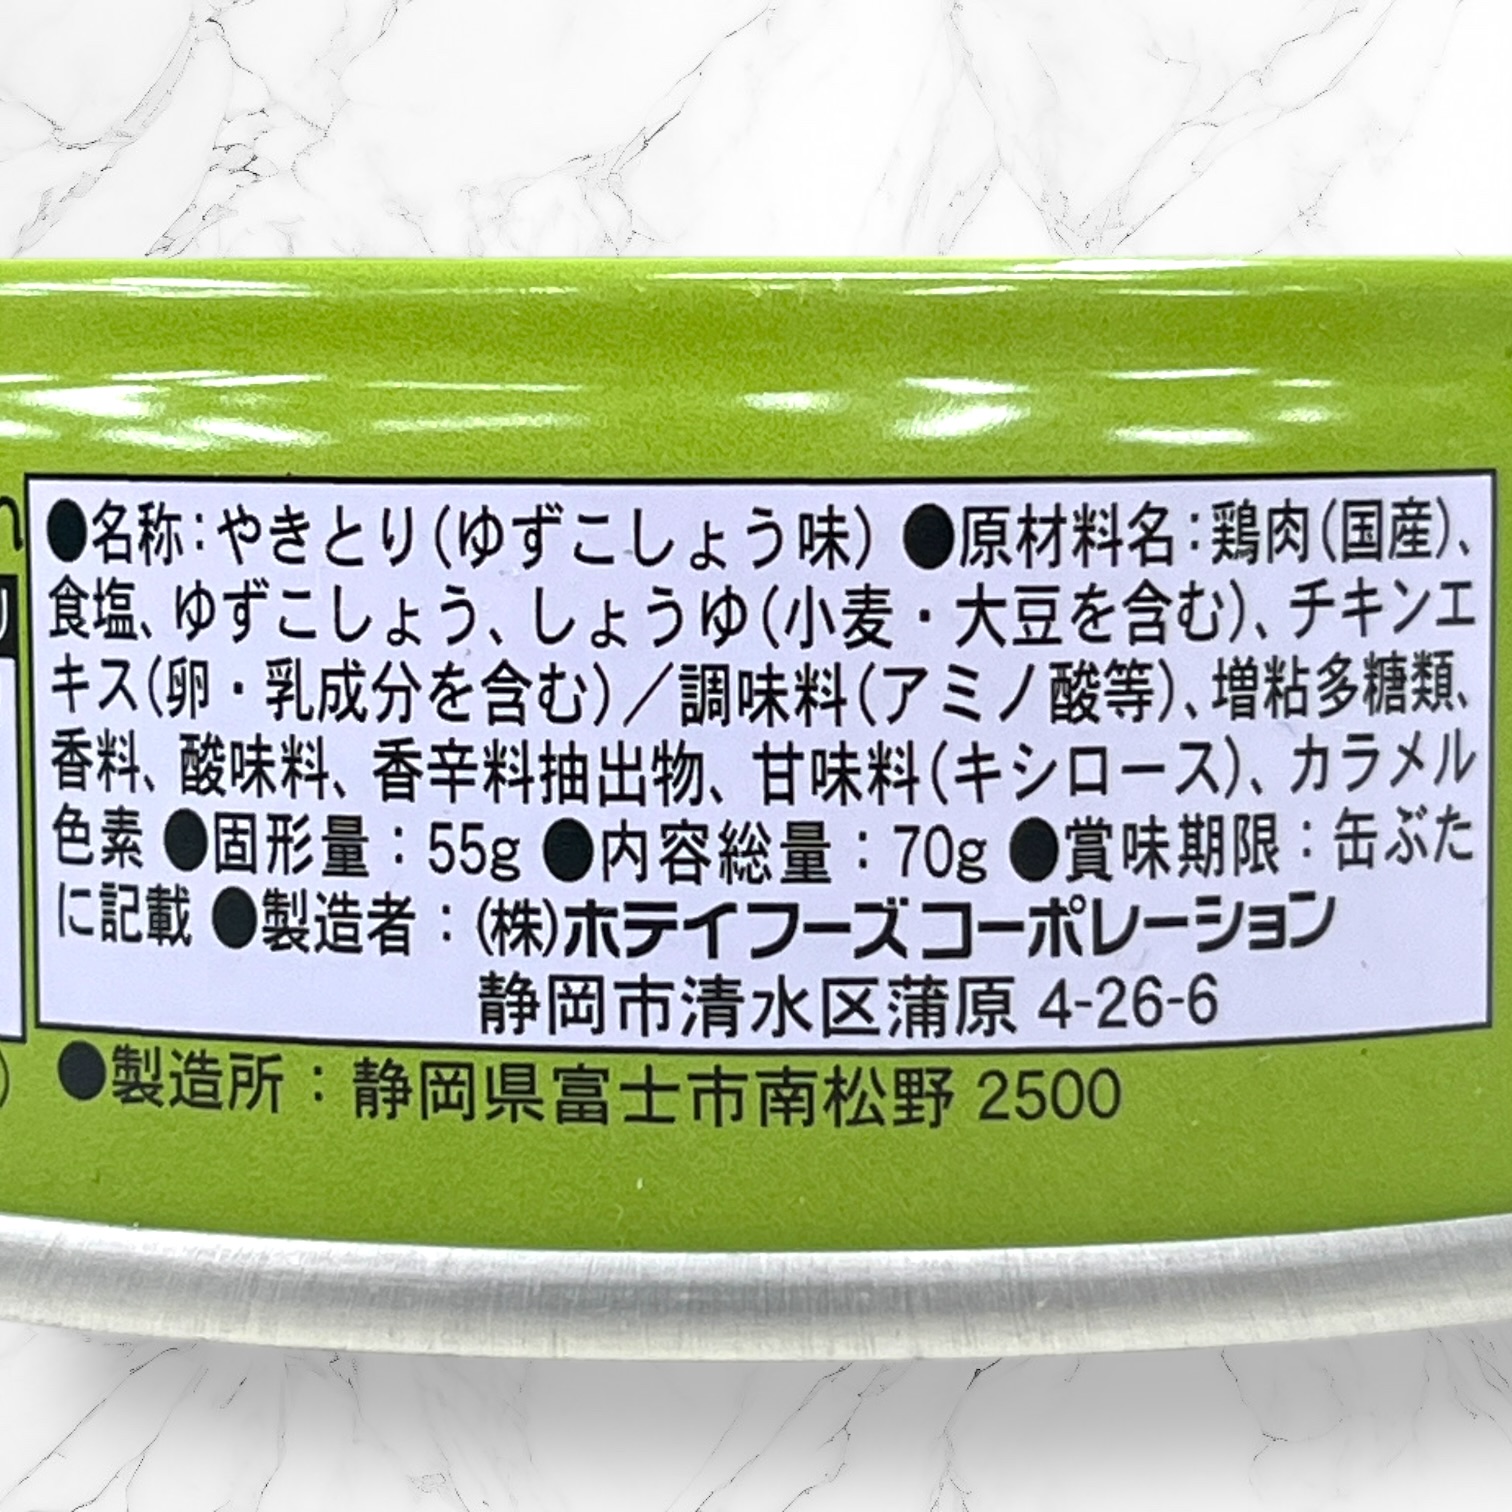 ●名称：やきとり（ゆずこしょう味）●原材料名：鶏肉（国産）、
食塩、ゆずこしょう、しょうゆ（小麦・大豆を含む）、チキンエ
キス（卵・乳成分を含む）／調味料（アミノ酸等）、増粘多糖類、
香料、酸味料、香辛料抽出物、甘味料（キシロース）、カラメル
色素 ●固形量：55g ●内容総量：70g ●賞味期限：缶ぶた
に記載 ●製造者：（株）ホテイフーズコーポレーション
静岡市清水区蒲原 4-26-6
●製造所：静岡県富士市南松野 2500